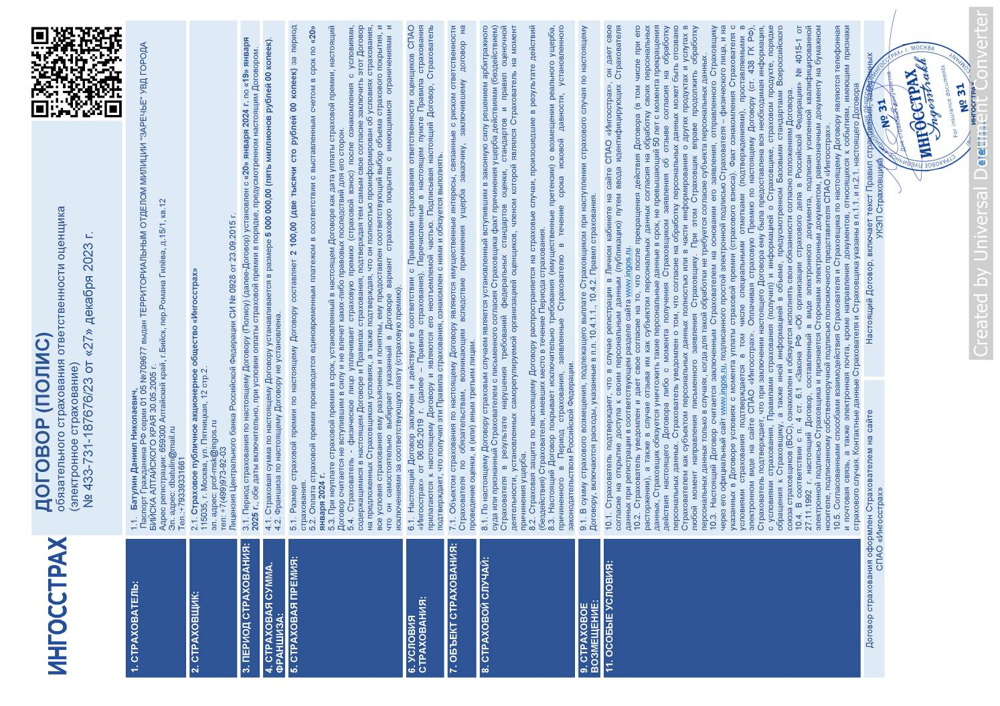 ИНГОССТРАХ
ДОГОВОР (ПОЛИС)
обязательного страхования ответственности оценщика
(электронное страхование)
№ 433-731-187676/23 от «27» декабря 2023 г.
1. СТРАХОВАТЕЛЬ:
1.1. Батулин Даниил Николаевич,
Паспорт Гражданина РФ серии 01 05 №709677 выдан ТЕРРИТОРИАЛЬНЫМ ОТДЕЛОМ МИЛИЦИИ "ЗАРЕЧЬЕ" УВД ГОРОДА
БИЙСКА АЛТАЙСКОГО КРАЯ 30.05.2005 г.
Адрес регистрации: 659300 Алтайский край, г.Бийск, пер.Романа Гилёва, д.15/1, кв.12
Эл. адрес: dbatulin@mail.ru
Тел.:+79339331661
2. СТРАХОВЩИК:
2.1. Страховое публичное акционерное общество «Ингосстрах»
115035, г. Москва, ул. Пятницкая, 12 стр.2.
эл. адрес: prof-msk@ingos.ru
тел: +7(499)973-92-03
Лицензия Центрального банка Российской Федерации СИ № 0928 от 23.09.2015 г.
3. ПЕРИОД СТРАХОВАНИЯ:
3.1. Период страхования по настоящему Договору (Полису) (далее-Договор) установлен с «20» января 2024 г. по «19» января
2025 г., обе даты включительно, при условии оплаты страховой премии в порядке, предусмотренном настоящим Договором.
4. СТРАХОВАЯ СУММА.
ФРАНШИЗА:
4.1. Страховая сумма по настоящему Договору устанавливается в размере 5 000 000,00 (пять миллионов рублей 00 копеек).
4.2. Франшиза по настоящему Договору не установлена.
5. СТРАХОВАЯ ПРЕМИЯ:
5.1. Размер страховой премии по настоящему Договору составляет 2 100,00 (две тысячи сто рублей 00 копеек) за период
страхования.
5.2. Оплата страховой премии производится единовременным платежом в соответствии с выставленным счетом в срок по «20»
января 2024 г.
5.3. При неуплате страховой премии в срок, установленный в настоящем Договоре как дата уплаты страховой премии, настоящий
Договор считается не вступившим в силу и не влечет каких-либо правовых последствий для его сторон.
5.4. Страхователь - физическое лицо уплачивает страховую премию (страховой взнос) после ознакомления с условиями,
содержащимися в настоящем Договоре и Правилах страхования, подтверждая тем самым свое согласие заключить этот Договор
на предложенных Страховщиком условиях, а также подтверждая, что он полностью проинформирован об условиях страхования,
все условия страхования ему разъяснены и понятны, ему предоставлен соответствующий выбор объема страхового покрытия, и
что он самостоятельно выбирает указанный в Договоре вариант страхового покрытия с имеющимися ограничениями и
исключениями за соответствующую плату (страховую премию).
6. УСЛОВИЯ
СТРАХОВАНИЯ:
6.1. Настоящий Договор заключен и действует в соответствии с Правилами страхования ответственности оценщиков СПАО
«Ингосстрах» от 06.05.2019 г. (далее – Правила страхования). Перечисленные в настоящем пункте Правила страхования
прилагаются к настоящему Договору и являются его неотъемлемой частью. Подписывая настоящий Договор, Страхователь
подтверждает, что получил эти Правила страхования, ознакомлен с ними и обязуется выполнять.
7. ОБЪЕКТ СТРАХОВАНИЯ:
7.1. Объектом страхования по настоящему Договору являются имущественные интересы, связанные с риском ответственности
Страхователя по обязательствам, возникающим вследствие причинения ущерба заказчику, заключившему договор на
проведение оценки, и (или) иным третьим лицам.
8. СТРАХОВОЙ СЛУЧАЙ:
8.1. По настоящему Договору страховым случаем является установленный вступившим в законную силу решением арбитражного
суда или признанный Страхователем с письменного согласия Страховщика факт причинения ущерба действиями (бездействием)
Страхователя в результате нарушения требований федеральных стандартов оценки, стандартов и правил оценочной
деятельности, установленных саморегулируемой организацией оценщиков, членом которой являлся Страхователь на момент
причинения ущерба.
8.2. Страховая защита по настоящему Договору распространяется на страховые случаи, произошедшие в результате действий
(бездействия) Страхователя, имевших место в течение Периода страхования.
8.3. Настоящий Договор покрывает исключительно требования (имущественные претензии) о возмещении реального ущерба,
причиненного в Период страхования, заявленные Страхователю в течение срока исковой давности, установленного
законодательством Российской Федерации.
9. СТРАХОВОЕ
ВОЗМЕЩЕНИЕ:
9.1. В сумму страхового возмещения, подлежащего выплате Страховщиком при наступлении страхового случая по настоящему
Договору, включаются расходы, указанные в п.п. 10.4.1.1., 10.4.2. Правил страхования.
11. ОСОБЫЕ УСЛОВИЯ:
10.1. Страхователь подтверждает, что в случае регистрации в Личном кабинете на сайте СПАО «Ингосстрах», он дает свое
согласие на открытие доступа к своим персональным данным (публикацию) путем ввода идентифицирующих Страхователя
данных при регистрации в соответствующем разделе сайта www.ingos.ru.
10.2. Страхователь уведомлен и дает свое согласие на то, что после прекращения действия Договора (в том числе при его
расторжении), а также в случае отзыва им как субъектом персональных данных согласия на обработку своих персональных
данных, Страховщик обязуется уничтожить такие персональные данные в срок, не превышающий 50 лет с момента прекращения
действия настоящего Договора либо с момента получения Страховщиком заявления об отзыве согласия на обработку
персональных данных. Страхователь уведомлен о том, что согласие на обработку персональных данных может быть отозвано
Страхователем как субъектом персональных данных полностью или в части информирования о других продуктах и услугах в
любой момент направления письменного заявления Страховщику. При этом Страховщик вправе продолжить обработку
персональных данных только в случаях, когда для такой обработки не требуется согласие субъекта персональных данных.
10.3. Настоящий Договор считается заключенным Страхователем на основании его заявления, отправленного Страховщику
через его официальный сайт www.ingos.ru, подписанного простой электронной подписью Страхователя – физического лица, и на
указанных в Договоре условиях с момента уплаты страховой премии (страхового взноса). Факт ознакомления Страхователя с
условиями страхования подтверждается в том числе специальными отметками (подтверждениями), проставляемыми в
электронном виде на сайте СПАО «Ингосстрах». Оплачивая страховую Премию по настоящему Договору (ст. 438 ГК РФ),
Страхователь подтверждает, что при заключении настоящего Договора ему была предоставлена вся необходимая информация,
с условиями страхования, Правилами страхования (получил) и информацией о Страховщике, страховом продукте, порядке
обращения к Страховщику, а также иной информацией в объеме, предусмотренном Базовыми стандартами Всероссийского
союза страховщиков (ВСС), ознакомлен и обязуется исполнять свои обязанности согласно положениям Договора.
10.4. В соответствии с п. 4 ст. 6.1 «Закона РФ «Об организации страхового дела в Российской Федерации» № 4015-1 от
27.11.1992 г. настоящий Договор, составленный в виде электронного документа, подписан усиленной квалифицированной
электронной подписью Страховщика и признается Сторонами электронным документом, равнозначным документу на бумажном
носителе, подписанному собственноручной подписью полномочного представителя СПАО «Ингосстрах».
10.5. Согласованными способами взаимодействия Страховщика и Страхователя по настоящему Договору являются телефонная
и почтовая связь, а также электронная почта, кроме направления документов, относящихся к событиям, имеющим признаки
страхового случая. Контактные данные Страхователя и Страховщика указаны в п.1.1. и п.2.1. настоящего Договора
Договор страхования оформлен Страхователем на сайте
СПАО «Ингосстрах»
Настоящий Договор, включает текст Правил страхования, заверенных
УКЭП Страховщика
г. МОСКВА
СТРАХОВОЕ ПУБЛИЧНОЕ АКЦИОНЕРНОЕ
№ 31
Для страховых документов
ИНГОССТРАХ
Ingosstrakh
For insurance documents
№ 31
COMPANY
Created by Universal Document Converter